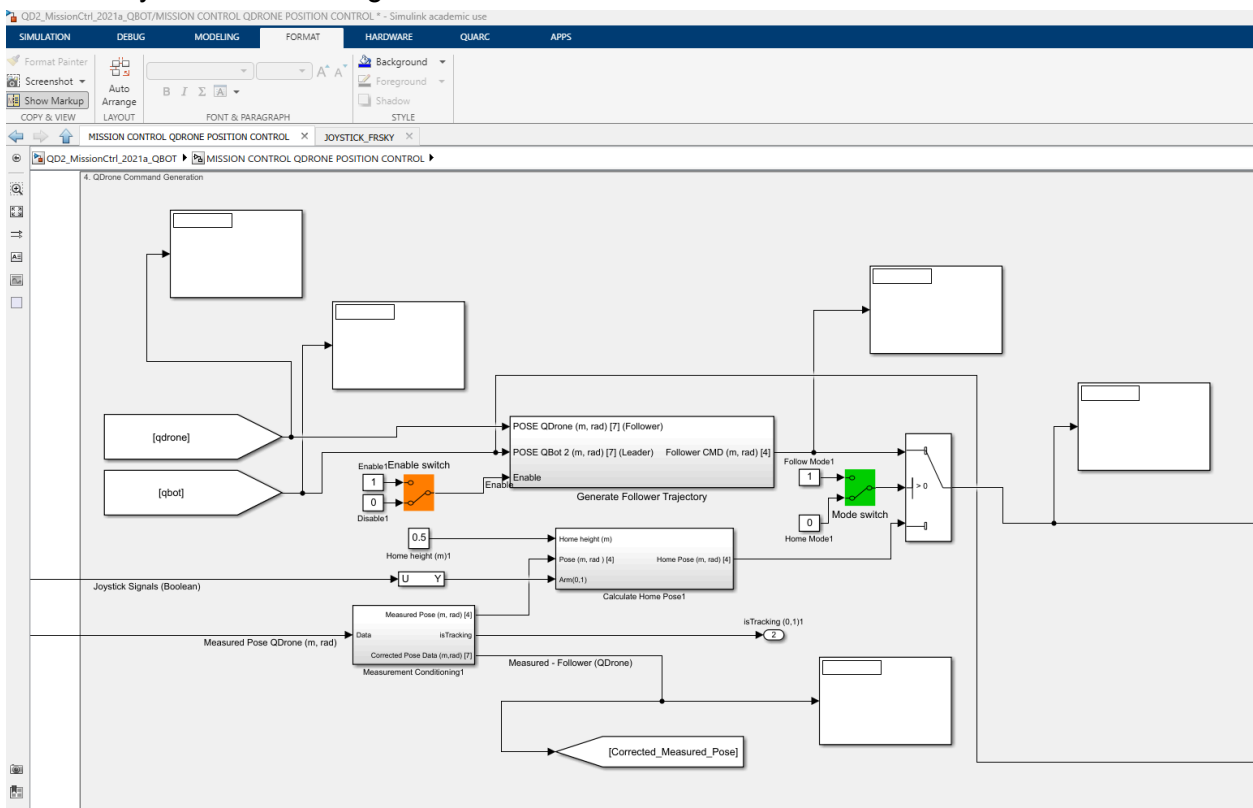 QD2_MissionCtrl_2021a_QBOT/MISSION CONTROL QDRONE POSITION CONTROL * - Simulink academic use
SIMULATION DEBUG MODELING FORMAT HARDWARE QUARC APPS
Format Painter
Screenshot
Show Markup
COPY & VIEW
Auto
Arrange
LAYOUT
B I Σ A
A A
FONT & PARAGRAPH
Background
Foreground
Shadow
STYLE
MISSION CONTROL QDRONE POSITION CONTROL × JOYSTICK_FRSKY ×
QD2_MissionCtrl_2021a_QBOT MISSION CONTROL QDRONE POSITION CONTROL
4. QDrone Command Generation
[qdrone]
[qbot]
Enable1
Enable switch
1
0
Disable1
Enable
POSE QDrone (m, rad) [7] (Follower)
POSE QBot 2 (m, rad) [7] (Leader) Follower CMD (m, rad) [4]
Enable
Generate Follower Trajectory
Follow Mode1
1
Mode switch
0
Home Mode1
> 0
0.5
Home height (m)1
Home height (m)
Pose (m, rad ) [4] Home Pose (m, rad) [4]
Arm(0,1)
Calculate Home Pose1
Joystick Signals (Boolean)
U Y
Measured Pose QDrone (m, rad)
Measured Pose (m, rad) [4]
Data isTracking
Corrected Pose Data (m,rad) [7]
Measurement Conditioning1
isTracking (0,1)1
2
Measured - Follower (QDrone)
[Corrected_Measured_Pose]